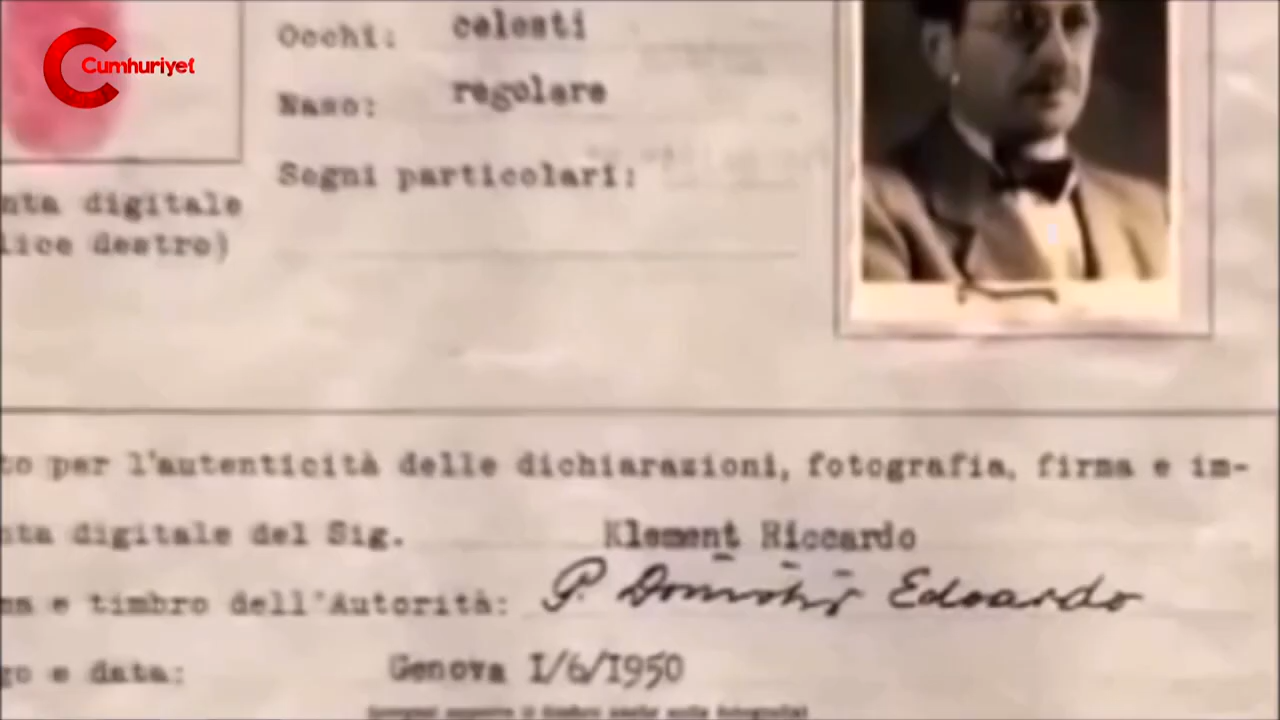 Cumhuriyet
Occhi: celesti
Naso: regolare
Segni particolari:
nta digitale
lice destro)
to per l'autenticità delle dichiarazioni, fotografia, firma e im-
nta digitale del Sig. Klement Riccardo
ma e timbro dell'Autorità: P. Edoardo
go e data: Genova 1/6/1950